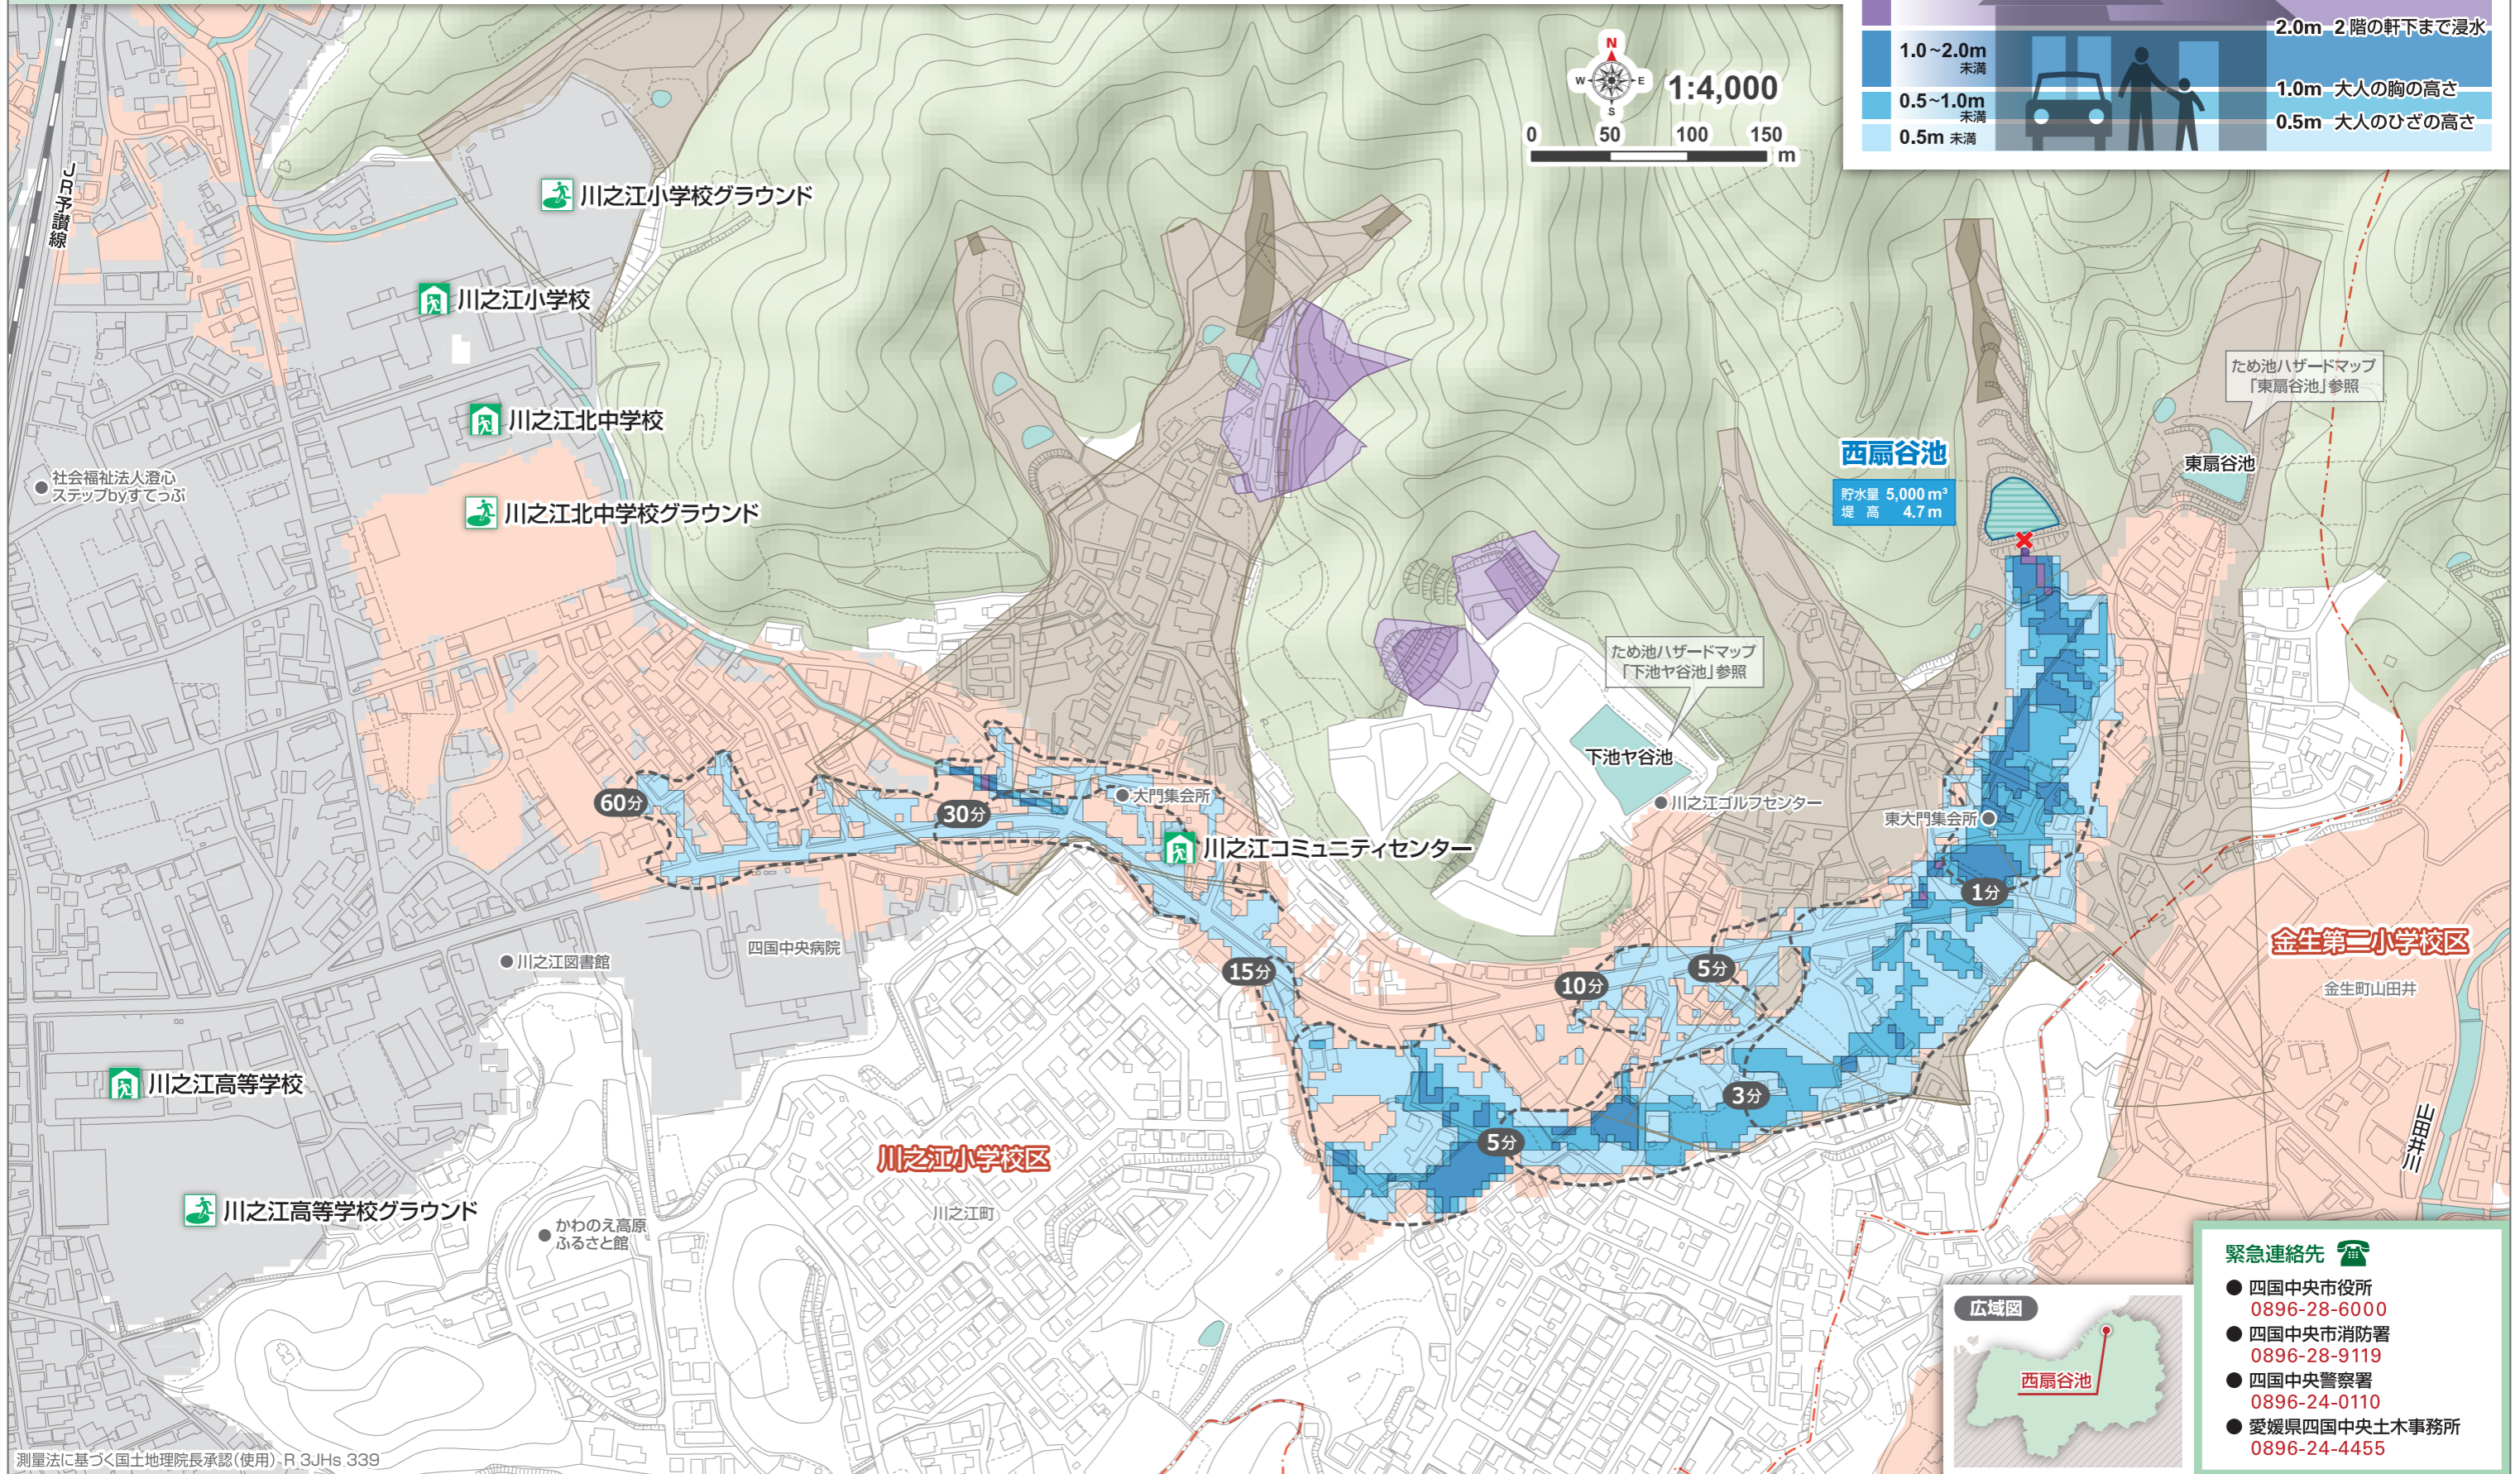 2.0m 2階の軒下まで浸水
1.0~2.0m
未満
1.0m 大人の胸の高さ
0.5~1.0m
未満
0.5m 大人のひざの高さ
0.5m 未満
N
W E
S
1:4,000
0 50 100 150
m
JR予讃線
川之江小学校グラウンド
川之江小学校
川之江北中学校
社会福祉法人澄心
ステップbyすてっぷ
川之江北中学校グラウンド
西扇谷池
貯水量 5,000m³
堤高 4.7m
ため池ハザードマップ
「東扇谷池」参照
東扇谷池
ため池ハザードマップ
「下池ヤ谷池」参照
下池ヤ谷池
川之江ゴルフセンター
東大門集会所
大門集会所
60分
30分
川之江コミュニティセンター
1分
四国中央病院
川之江図書館
15分
10分
5分
金生第二小学校区
金生町山田井
川之江高等学校
3分
5分
山田井川
川之江小学校区
川之江町
川之江高等学校グラウンド
かわのえ高原
ふるさと館
広域図
西扇谷池
緊急連絡先
● 四国中央市役所
0896-28-6000
● 四国中央市消防署
0896-28-9119
● 四国中央警察署
0896-24-0110
● 愛媛県四国中央土木事務所
0896-24-4455
測量法に基づく国土地理院長承認(使用) R 3JHs 339